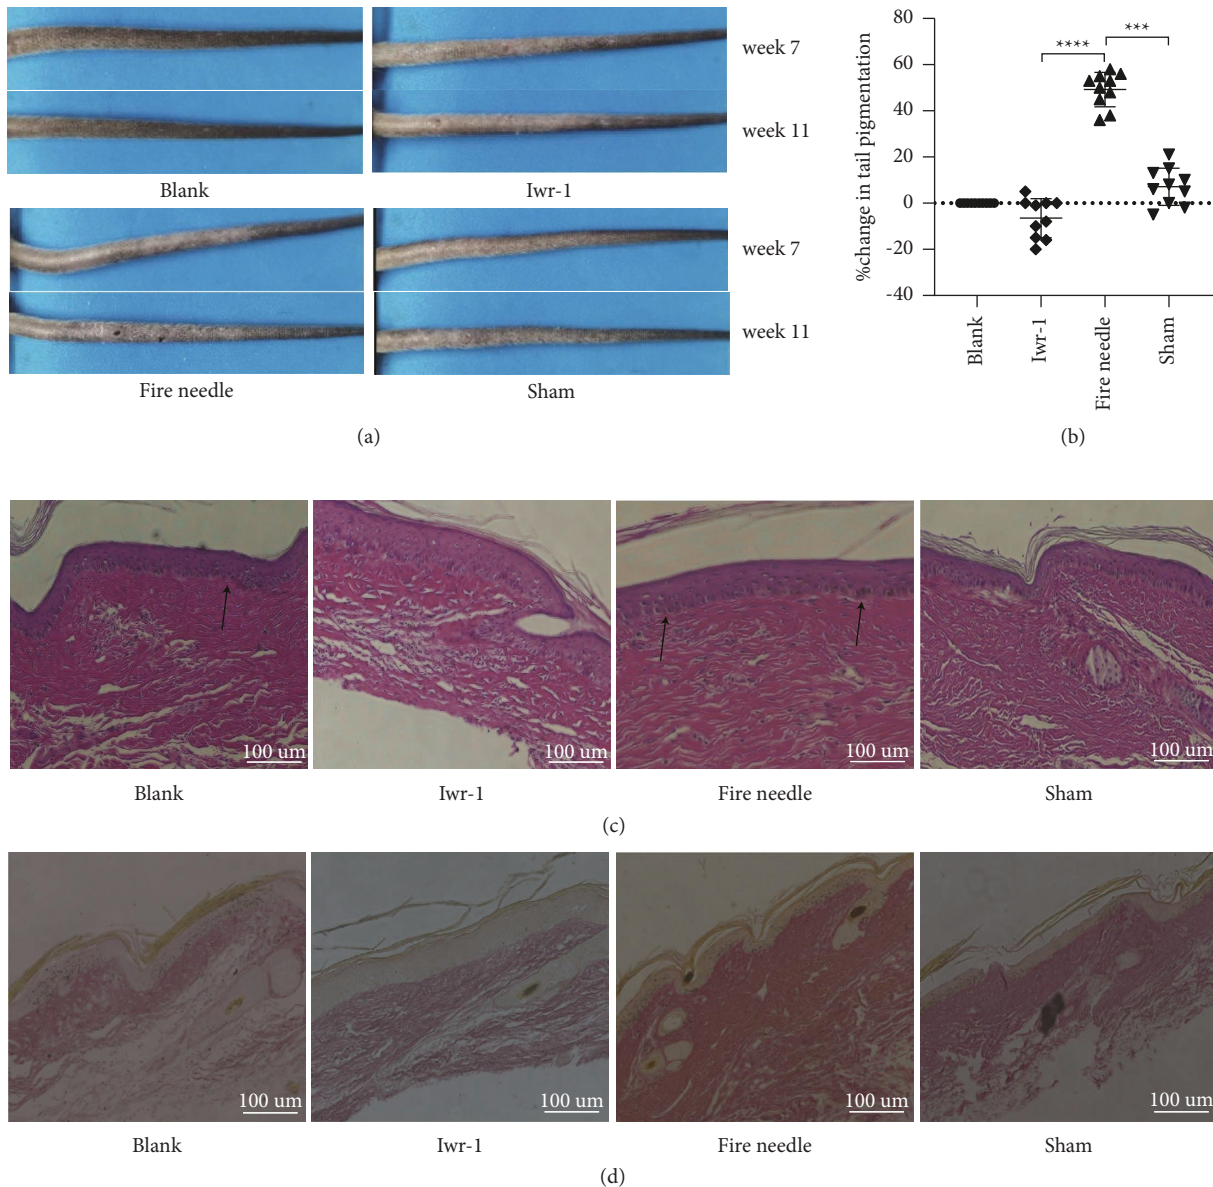 week 7
week 11
Blank
Iwr-1
week 7
week 11
Fire needle
Sham
(a)
%change in tail pigmentation
80
60
40
20
0
-20
-40
****
***
Blank
Iwr-1
Fire needle
Sham
(b)
100 um
100 um
100 um
100 um
Blank
Iwr-1
Fire needle
Sham
(c)
100 um
100 um
100 um
100 um
Blank
Iwr-1
Fire needle
Sham
(d)